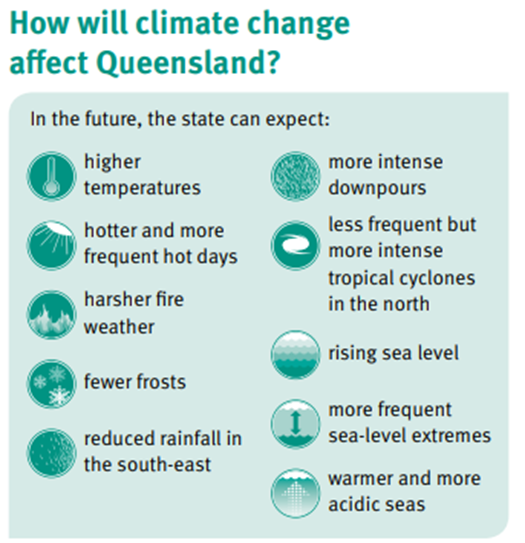 How will climate change
affect Queensland?
In the future, the state can expect:
higher
temperatures
hotter and more
frequent hot days
harsher fire
weather
fewer frosts
reduced rainfall in
the south-east
more intense
downpours
less frequent but
more intense
tropical cyclones
in the north
rising sea level
more frequent
sea-level extremes
warmer and more
acidic seas